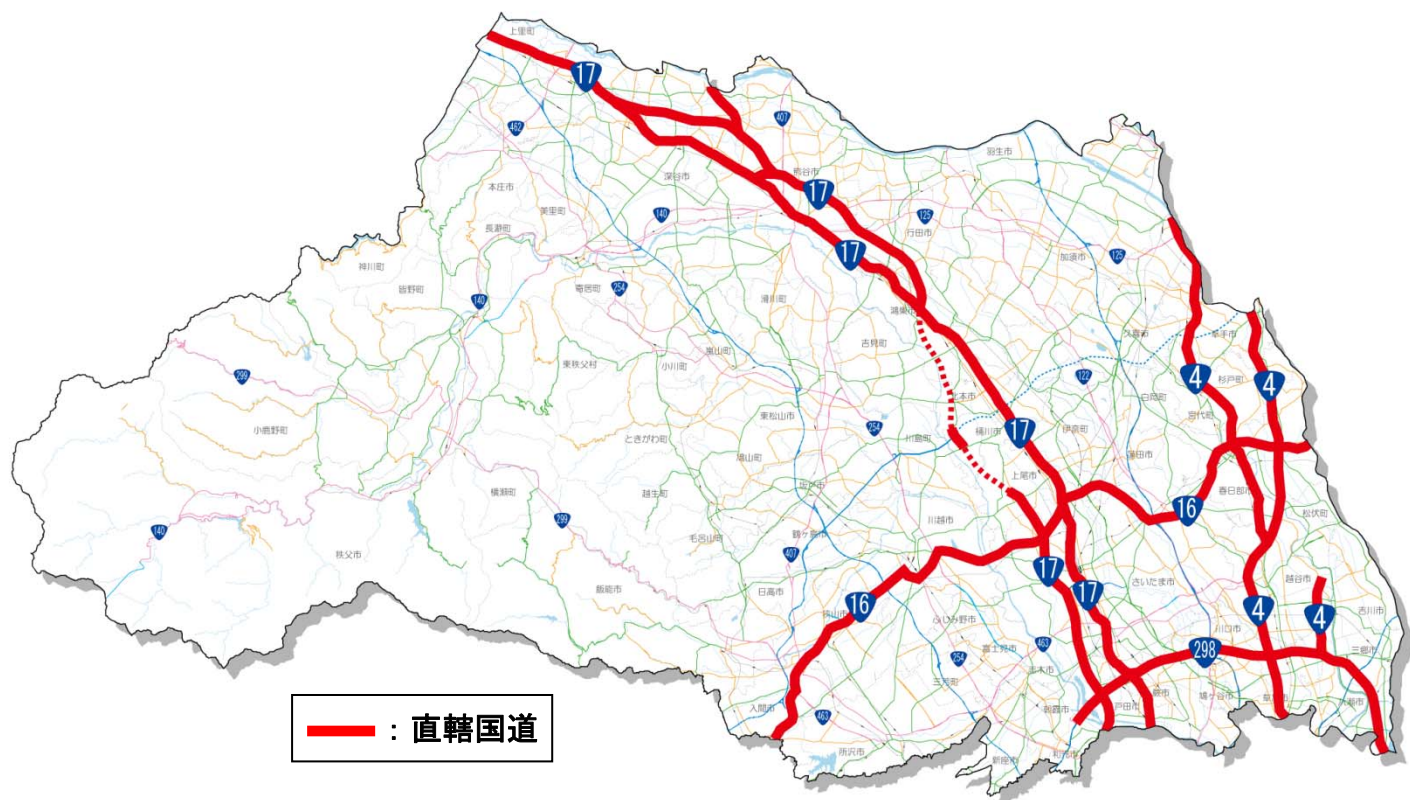 上里町
17
462
407
羽生市
本庄市
深谷市
熊谷市
17
美里町
140
125
行田市
長瀞町
17
加須市
125
神川町
皆野町
寄居町
254
滑川町
140
鴻巣市
久喜市
幸手市
吉見町
嵐山町
東秩父村
小川町
299
122
4
杉戸町
4
北本市
白岡市
宮代町
小鹿野町
東松山市
254
ときがわ町
川島町
桶川市
17
伊奈町
蓮田市
鳩山町
上尾市
坂戸市
春日部市
横瀬町
越生町
16
松伏町
299
川越市
140
毛呂山町
鶴ヶ島市
秩父市
407
17
さいたま市
越谷市
飯能市
日高市
17
狭山市
16
4
4
吉川市
ふじみ野市
川口市
463
富士見市
298
三郷市
254
志木市
三芳町
入間市
463
朝霞市
戸田市
蕨市
鳩ヶ谷市
草加市
八潮市
所沢市
新座市
和光市
：直轄国道